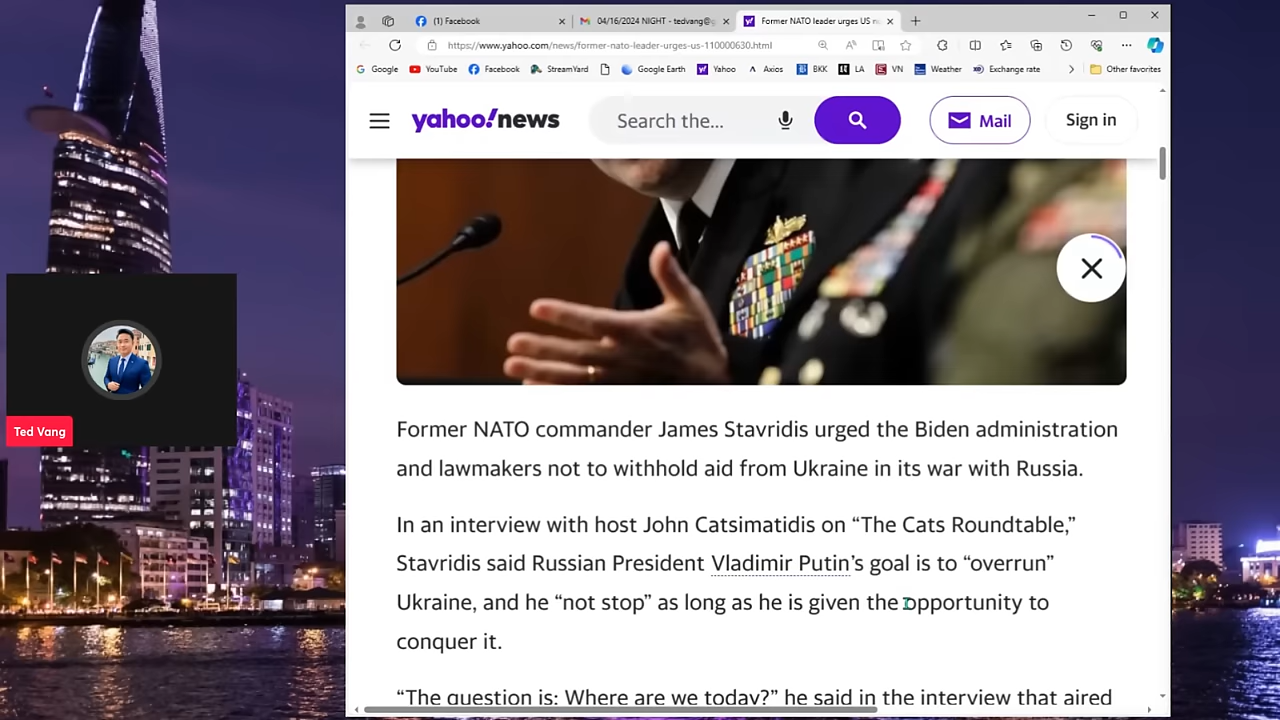 (1) Facebook
04/16/2024 NIGHT - tedvang@g
Former NATO leader urges US n
https://www.yahoo.com/news/former-nato-leader-urges-us-110000630.html
Google YouTube Facebook StreamYard Google Earth Yahoo Axios BKK LA VN Weather Exchange rate Other favorites
yahoo!news
Search the...
Mail
Sign in
Ted Vang
Former NATO commander James Stavridis urged the Biden administration
and lawmakers not to withhold aid from Ukraine in its war with Russia.
In an interview with host John Catsimatidis on “The Cats Roundtable,”
Stavridis said Russian President Vladimir Putin’s goal is to “overrun”
Ukraine, and he “not stop” as long as he is given the opportunity to
conquer it.
“The question is: Where are we today?” he said in the interview that aired